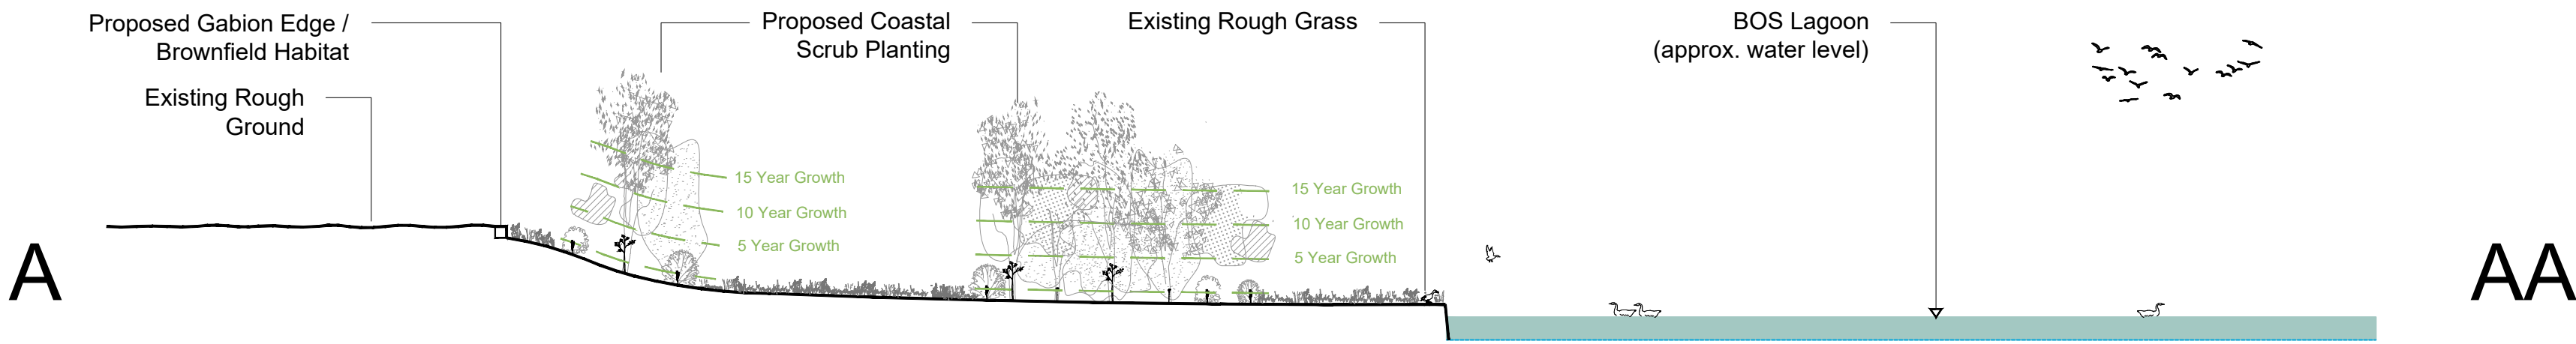 Proposed Gabion Edge /
Brownfield Habitat
Existing Rough
Ground
Proposed Coastal
Scrub Planting
Existing Rough Grass
BOS Lagoon
(approx. water level)
15 Year Growth
10 Year Growth
5 Year Growth
15 Year Growth
10 Year Growth
5 Year Growth
A
AA